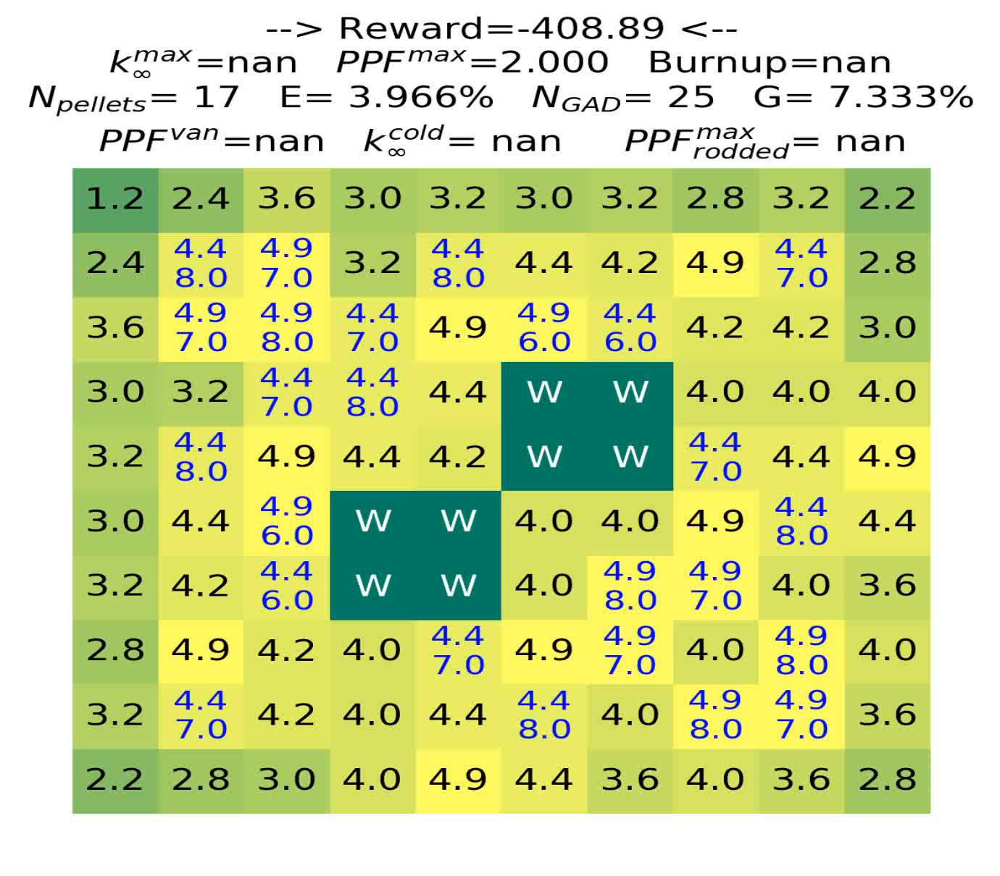 --> Reward=-408.89 <--
k∞max=nan PPFmax=2.000 Burnup=nan
Npellets= 17 E= 3.966% NGAD= 25 G= 7.333%
PPFvan=nan k∞cold= nan PPFroddedmax= nan
1.2 2.4 3.6 3.0 3.2 3.0 3.2 2.8 3.2 2.2
2.4 4.4 8.0 4.9 7.0 3.2 4.4 8.0 4.4 4.2 4.9 4.4 7.0 2.8
3.6 4.9 7.0 4.9 8.0 4.4 7.0 4.9 4.9 6.0 4.4 6.0 4.2 4.2 3.0
3.0 3.2 4.4 7.0 4.4 8.0 4.4 W W 4.0 4.0 4.0
3.2 4.4 8.0 4.9 4.4 4.2 W W 4.4 7.0 4.4 4.9
3.0 4.4 4.9 6.0 W W 4.0 4.0 4.9 4.4 8.0 4.4
3.2 4.2 4.4 6.0 W W 4.0 4.9 8.0 4.9 7.0 4.0 3.6
2.8 4.9 4.2 4.0 4.4 7.0 4.9 4.9 7.0 4.0 4.9 8.0 4.0
3.2 4.4 7.0 4.2 4.0 4.4 4.4 8.0 4.0 4.9 8.0 4.9 7.0 3.6
2.2 2.8 3.0 4.0 4.9 4.4 3.6 4.0 3.6 2.8